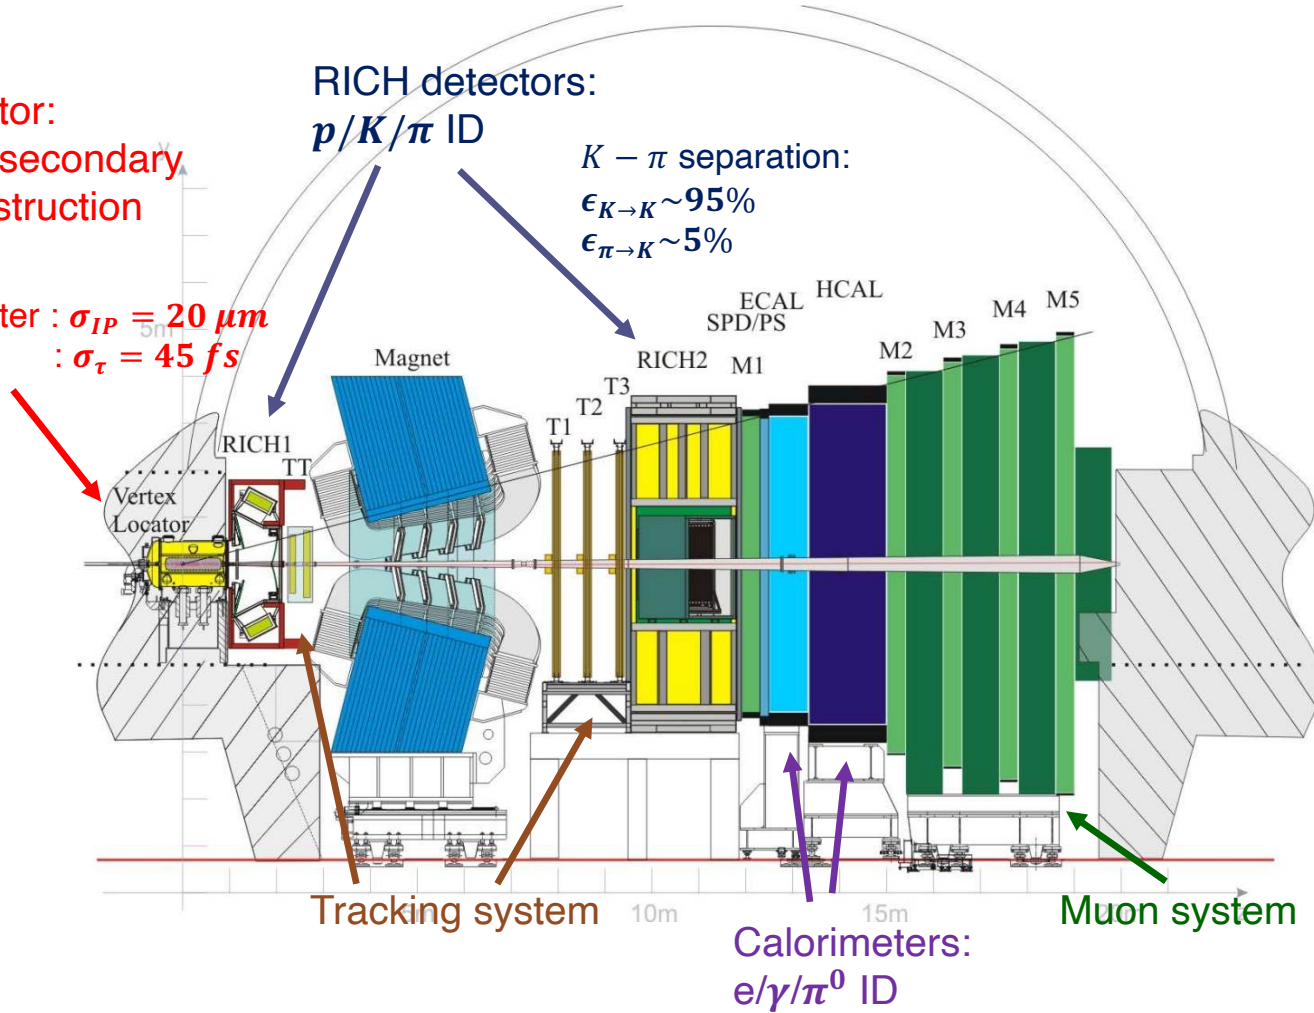 RICH detectors:
p/K/π ID
tor:
secondary
struction
y
K − π separation:
ϵK→K~95%
ϵπ→K~5%
ter : σIP = 20 μm
: στ = 45 fs
5m
ECAL
HCAL
SPD/PS
M1
M2
M3
M4
M5
Magnet
RICH2
T1
T2
T3
RICH1
TT
Vertex
Locator
Tracking system
5m
10m
15m
20m
z
Muon system
Calorimeters:
e/γ/π⁰ ID